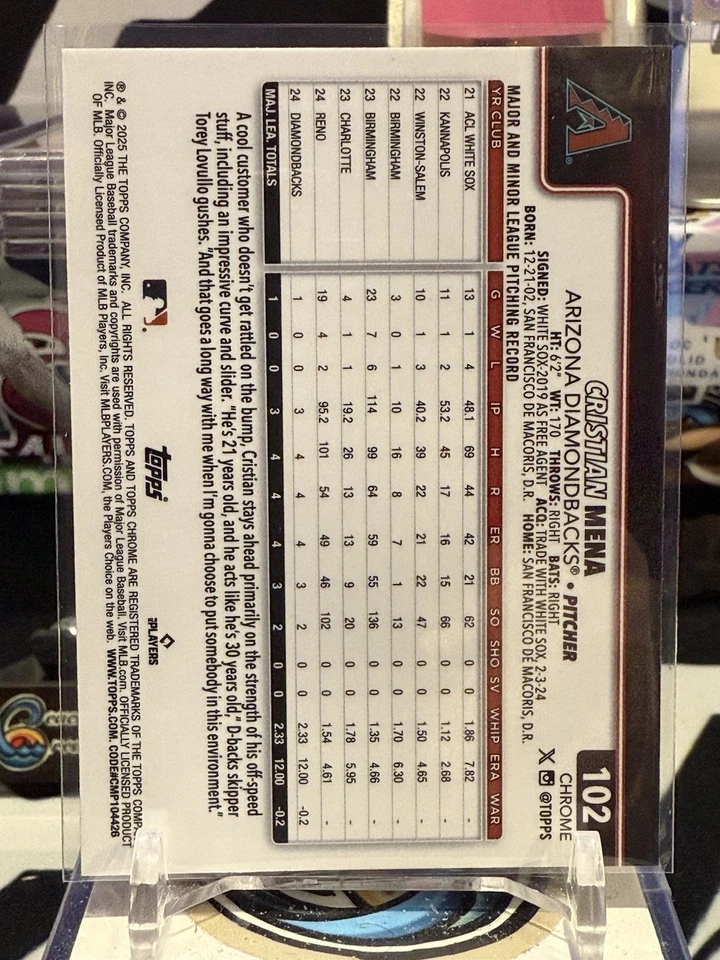 102
CHROME
@TOPPS
CRISTIAN MENA
ARIZONA DIAMONDBACKS® • PITCHER
HT: 6'2" WT: 170 THROWS: RIGHT BATS: RIGHT
SIGNED: WHITE SOX-2019 AS FREE AGENT ACQ: TRADE WITH WHITE SOX, 2-3-24
BORN: 12-21-02, SAN FRANCISCO DE MACORIS, D.R. HOME: SAN FRANCISCO DE MACORIS, D.R.
MAJOR AND MINOR LEAGUE PITCHING RECORD
YR CLUB G W L IP H R ER BB SO SHO SV WHIP ERA WAR
21 ACL WHITE SOX 13 1 4 48.1 69 44 42 21 62 0 0 1.86 7.82 -
22 KANNAPOLIS 11 1 2 53.2 45 17 16 15 66 0 0 1.12 2.68 -
22 WINSTON-SALEM 10 1 3 40.2 39 22 21 22 47 0 0 1.50 4.65 -
22 BIRMINGHAM 3 0 1 10 16 8 7 1 13 0 0 1.70 6.30 -
23 BIRMINGHAM 23 7 6 114 99 64 59 55 136 0 0 1.35 4.66 -
23 CHARLOTTE 4 1 1 19.2 26 13 13 9 20 0 0 1.78 5.95 -
24 RENO 19 4 2 95.2 101 54 49 46 102 0 0 1.54 4.61 -
24 DIAMONDBACKS 1 0 0 3 4 4 4 3 2 0 0 2.33 12.00 -0.2
MAJ. LEA. TOTALS 1 0 0 3 4 4 4 3 2 0 0 2.33 12.00 -0.2
A cool customer who doesn't get rattled on the bump, Cristian stays ahead primarily on the strength of his off-speed
stuff, including an impressive curve and slider. "He's 21 years old, and he acts like he's 30 years old," D-backs skipper
Torey Lovullo gushes. "And that goes a long way with me when I'm gonna choose to put somebody in this environment."
topps
PLAYERS
® & © 2025 THE TOPPS COMPANY, INC. ALL RIGHTS RESERVED. TOPPS AND TOPPS CHROME ARE REGISTERED TRADEMARKS OF THE TOPPS COMPA
INC. Major League Baseball trademarks and copyrights are used with permission of Major League Baseball. Visit MLB.com. OFFICIALLY LICENSED PRODUCT
OF MLB. Officially Licensed Product of MLB Players, Inc. Visit MLBPLAYERS.COM, the Players Choice on the web. WWW.TOPPS.COM. CODE#CMP104428